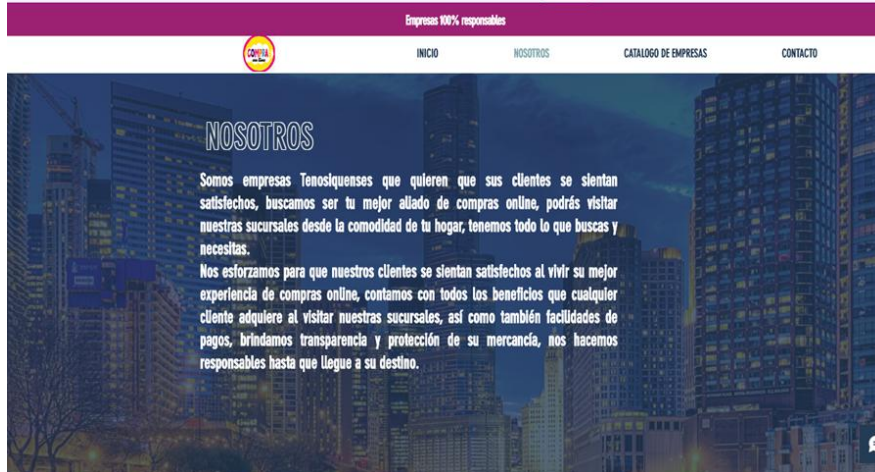 Empresas 100% responsables
COMPRA
INICIO
NOSOTROS
CATALOGO DE EMPRESAS
CONTACTO
NOSOTROS
Somos empresas Tenosiquenses que quieren que sus clientes se sientan
satisfechos, buscamos ser tu mejor aliado de compras online, podrás visitar
nuestras sucursales desde la comodidad de tu hogar, tenemos todo lo que buscas y
necesitas.
Nos esforzamos para que nuestros clientes se sientan satisfechos al vivir su mejor
experiencia de compras online, contamos con todos los beneficios que cualquier
cliente adquiere al visitar nuestras sucursales, así como también facilidades de
pagos, brindamos transparencia y protección de su mercancía, nos hacemos
responsables hasta que llegue a su destino.